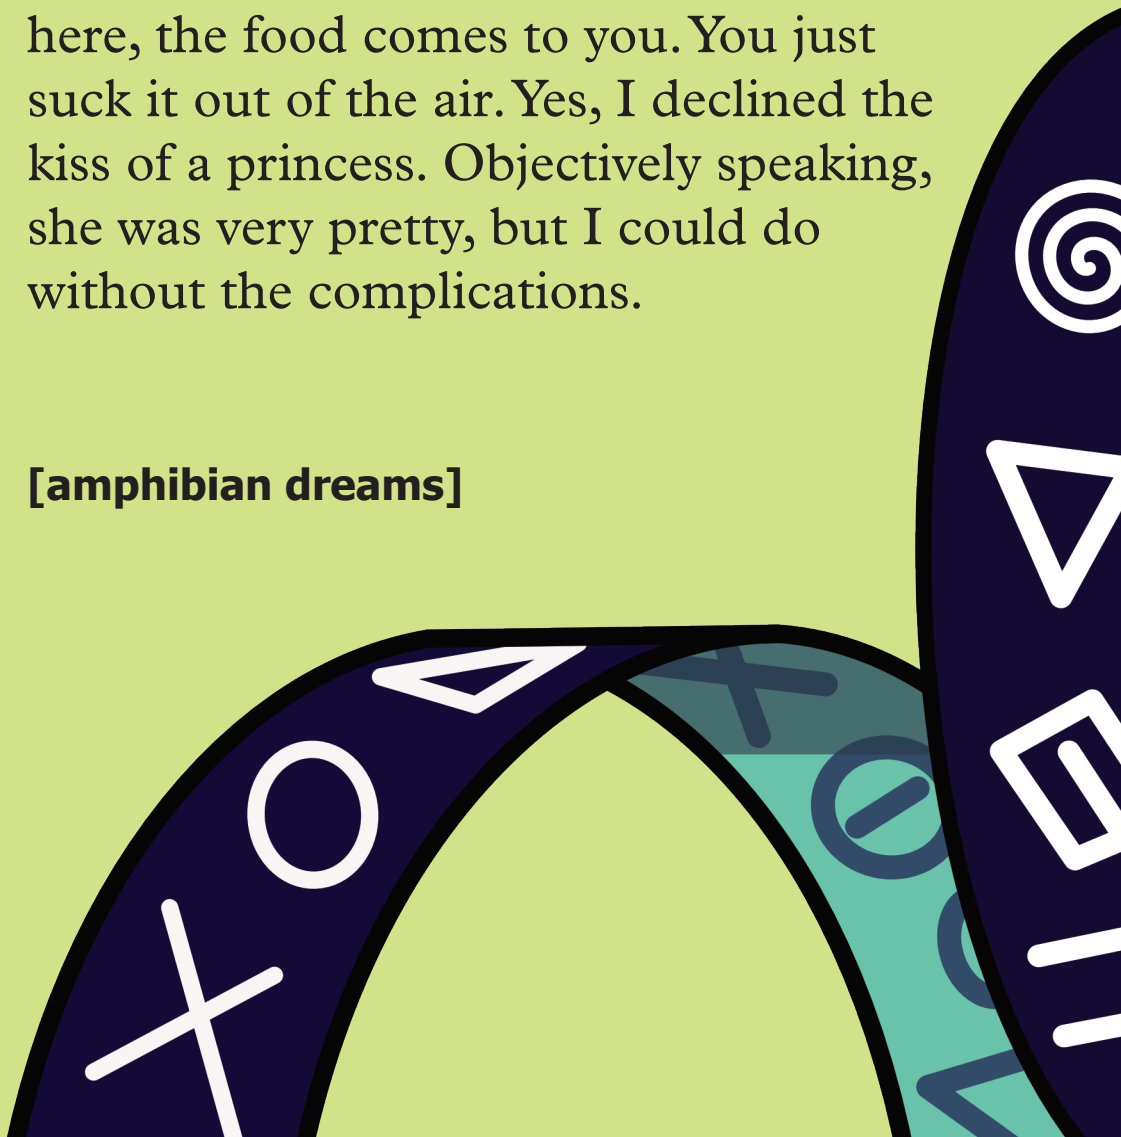 here, the food comes to you. You just
suck it out of the air. Yes, I declined the
kiss of a princess. Objectively speaking,
she was very pretty, but I could do
without the complications.
[amphibian dreams]